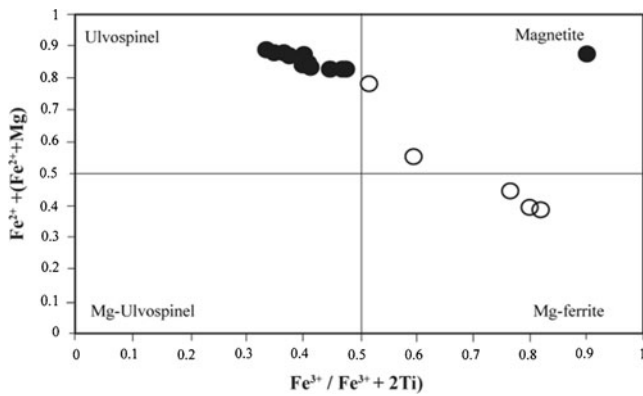 1
Ulvospinel
Magnetite
0.9
0.8
0.7
0.6
0.5
0.4
0.3
0.2
0.1
Mg-Ulvospinel
Mg-ferrite
0
0 0.1 0.2 0.3 0.4 0.5 0.6 0.7 0.8 0.9 1
Fe²⁺ +(Fe²⁺+Mg)
Fe³⁺ / Fe³⁺ + 2Ti)